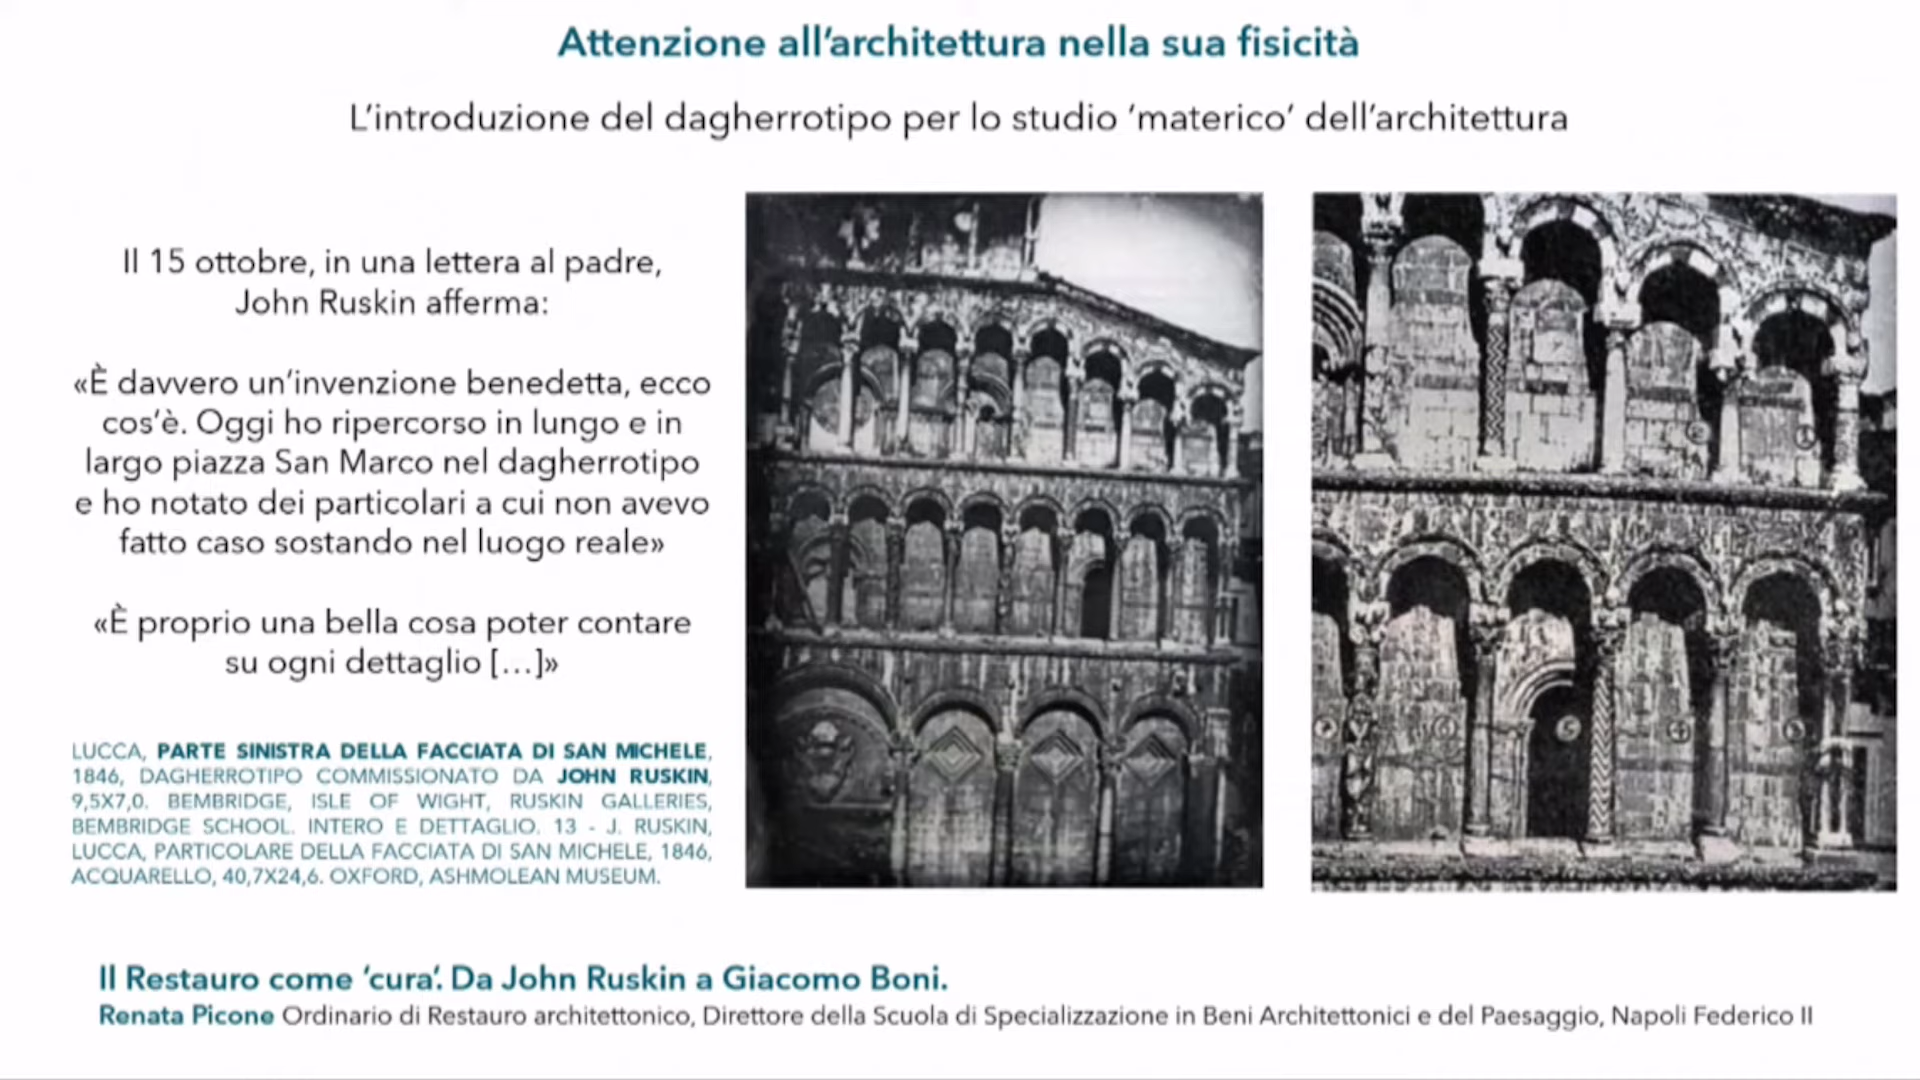 Attenzione all'architettura nella sua fisicità
L'introduzione del dagherrotipo per lo studio 'materico' dell'architettura
Il 15 ottobre, in una lettera al padre,
John Ruskin afferma:
«È davvero un'invenzione benedetta, ecco
cos'è. Oggi ho ripercorso in lungo e in
largo piazza San Marco nel dagherrotipo
e ho notato dei particolari a cui non avevo
fatto caso sostando nel luogo reale»
«È proprio una bella cosa poter contare
su ogni dettaglio [...]»
LUCCA, PARTE SINISTRA DELLA FACCIATA DI SAN MICHELE,
1846, DAGHERROTIPO COMMISSIONATO DA JOHN RUSKIN,
9,5X7,0. BEMBRIDGE, ISLE OF WIGHT, RUSKIN GALLERIES,
BEMBRIDGE SCHOOL. INTERO E DETTAGLIO. 13 - J. RUSKIN,
LUCCA, PARTICOLARE DELLA FACCIATA DI SAN MICHELE, 1846,
ACQUARELLO, 40,7X24,6. OXFORD, ASHMOLEAN MUSEUM.
Il Restauro come 'cura'. Da John Ruskin a Giacomo Boni.
Renata Picone Ordinario di Restauro architettonico, Direttore della Scuola di Specializzazione in Beni Architettonici e del Paesaggio, Napoli Federico II